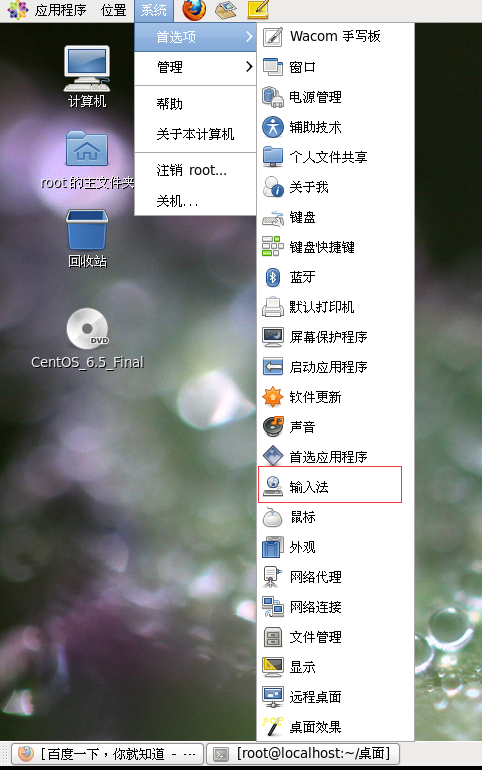 应用程序 位置 系统
首选项
管理
帮助
关于本计算机
注销 root...
关机...
Wacom 手写板
窗口
电源管理
辅助技术
个人文件共享
关于我
键盘
键盘快捷键
蓝牙
默认打印机
屏幕保护程序
启动应用程序
软件更新
声音
首选应用程序
输入法
鼠标
外观
网络代理
网络连接
文件管理
显示
远程桌面
桌面效果
计算机
root 的主文件夹
回收站
DVD
CentOS_6.5_Final
[百度一下，你就知道 - ...
[root@localhost:~/桌面]